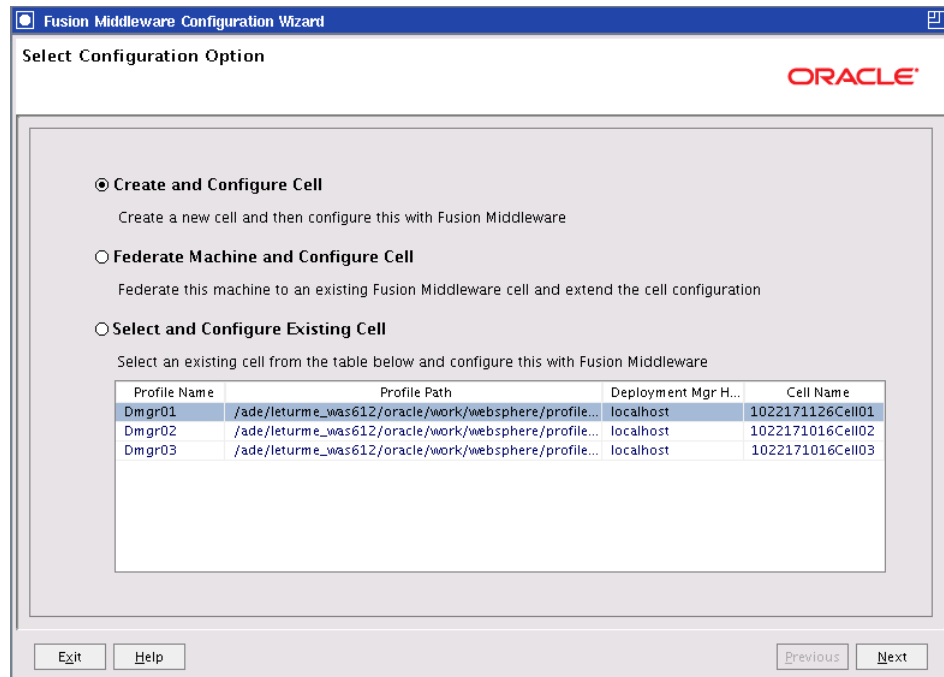 Fusion Middleware Configuration Wizard
Select Configuration Option
ORACLE
Create and Configure Cell
Create a new cell and then configure this with Fusion Middleware
Federate Machine and Configure Cell
Federate this machine to an existing Fusion Middleware cell and extend the cell configuration
Select and Configure Existing Cell
Select an existing cell from the table below and configure this with Fusion Middleware
Profile Name Profile Path Deployment Mgr H... Cell Name
Dmgr01 /ade/leturme_was612/oracle/work/websphere/profile... localhost 1022171126Cell01
Dmgr02 /ade/leturme_was612/oracle/work/websphere/profile... localhost 1022171016Cell02
Dmgr03 /ade/leturme_was612/oracle/work/websphere/profile... localhost 1022171016Cell03
Exit Help Previous Next